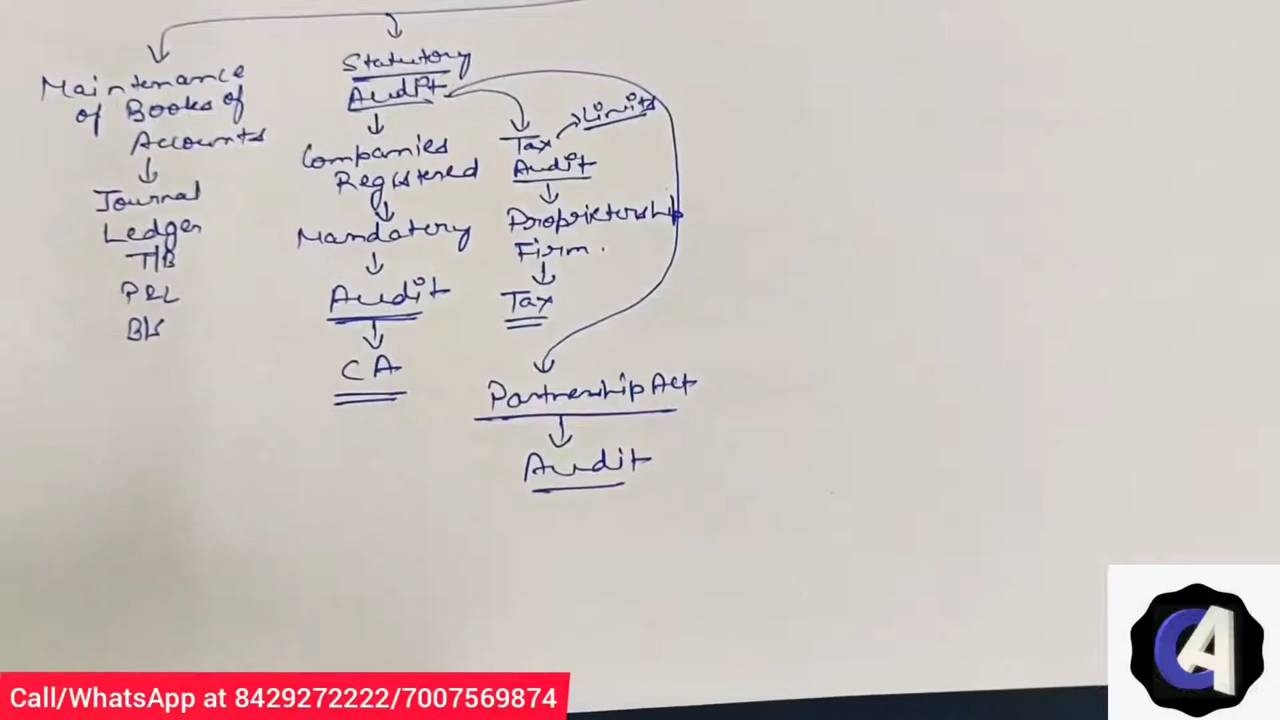 Maintenance
of Books of
Accounts
Journal
Ledger
T/B
P&L
B/S
Statutory
Audit
Companies
Registered
Mandatory
Audit
CA
Limits
Tax
Audit
Proprietorship
Firm.
Tax
Partnership Act
Audit
CA
Call/WhatsApp at 8429272222/7007569874